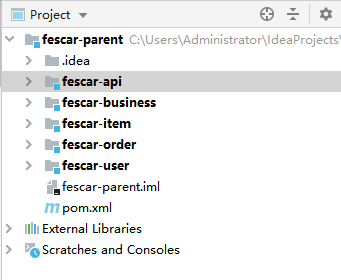 Project
fescar-parent C:\Users\Administrator\IdeaProjects\
.idea
fescar-api
fescar-business
fescar-item
fescar-order
fescar-user
fescar-parent.iml
pom.xml
External Libraries
Scratches and Consoles